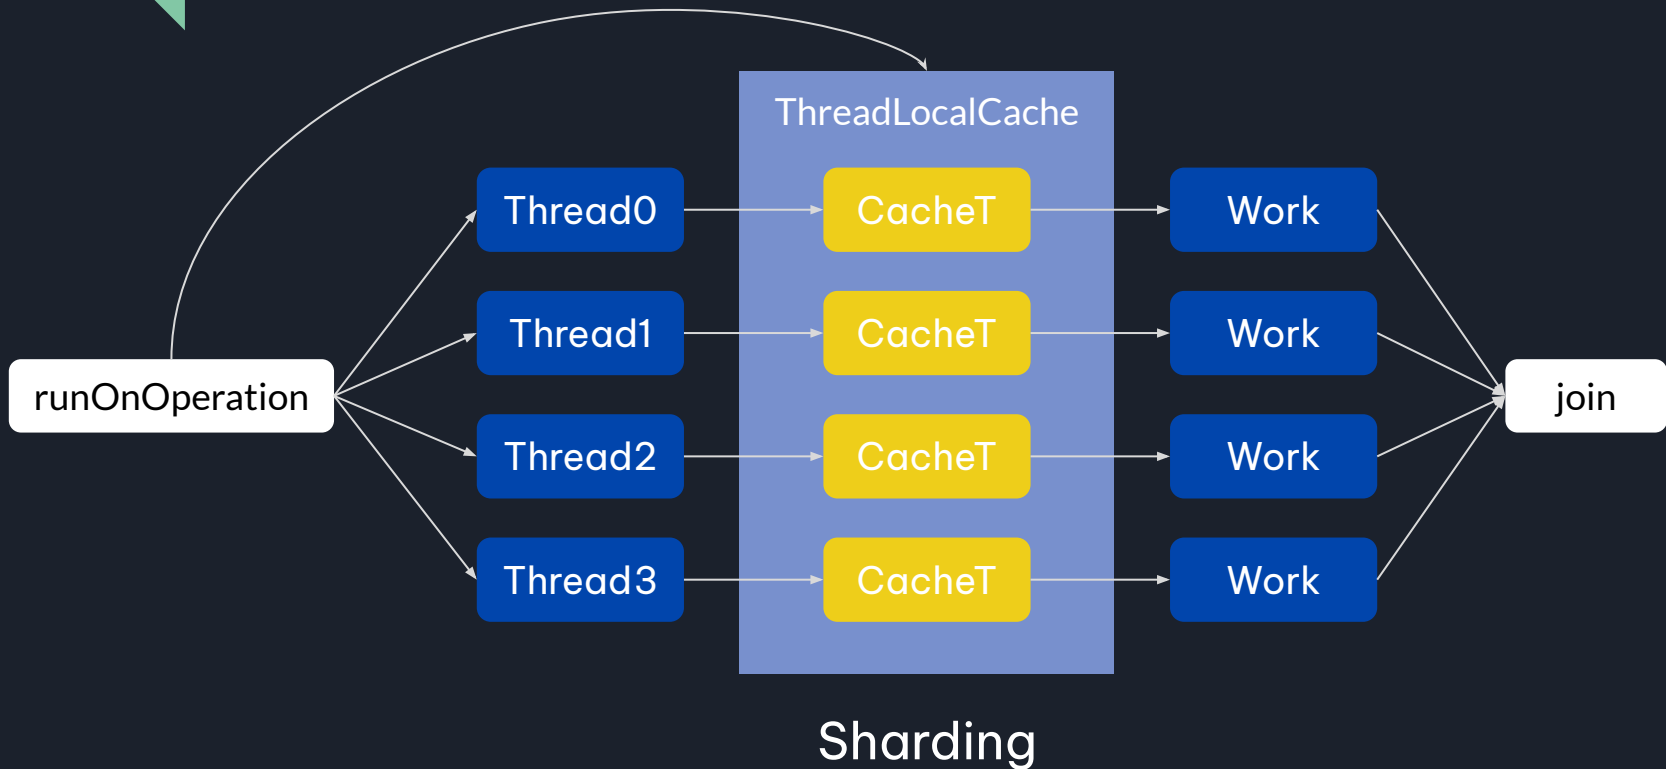 ThreadLocalCache
Thread0
CacheT
Work
Thread1
CacheT
Work
runOnOperation
join
Thread2
CacheT
Work
Thread3
CacheT
Work
Sharding